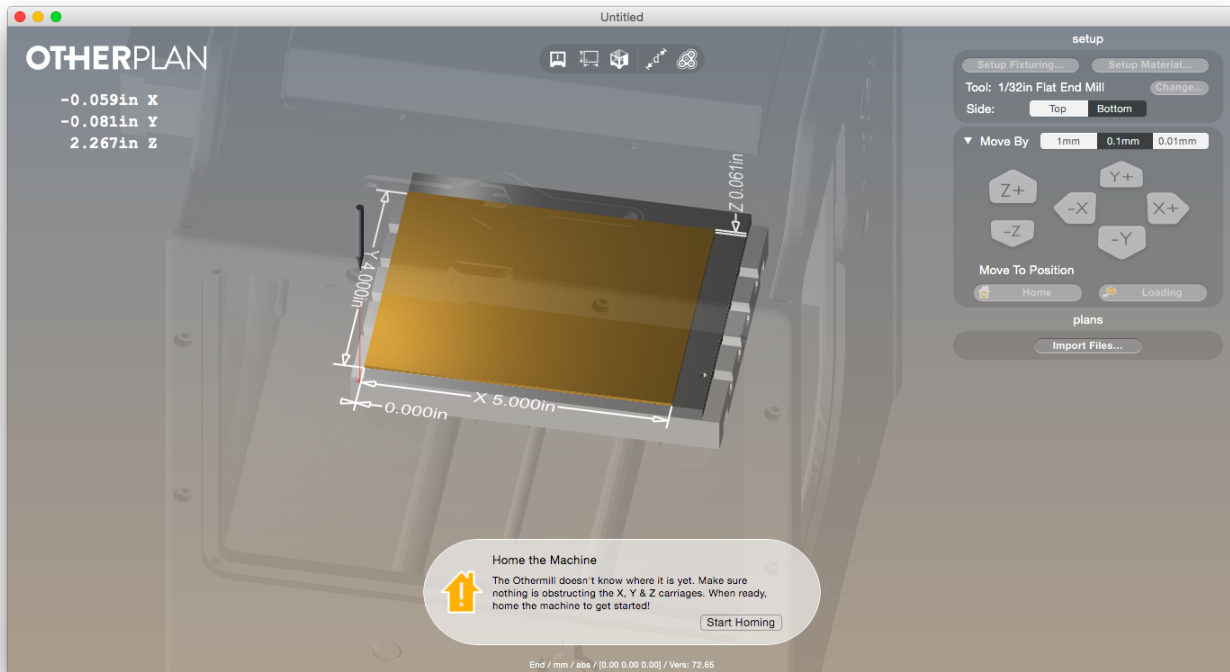 Untitled
OTHERPLAN
-0.059in X
-0.081in Y
2.267in Z
setup
Setup Fixturing...
Setup Material...
Tool: 1/32in Flat End Mill
Change...
Side:
Top
Bottom
Move By
1mm
0.1mm
0.01mm
Z+
Y+
-X
X+
-Z
-Y
Move To Position
Home
Loading
plans
Import Files...
Z 0.061in
Y 4.000in
X 5.000in
0.000in
Home the Machine
The Othermill doesn't know where it is yet. Make sure
nothing is obstructing the X, Y & Z carriages. When ready,
home the machine to get started!
Start Homing
End / mm / abs / [0.00 0.00 0.00] / Vers: 72.65